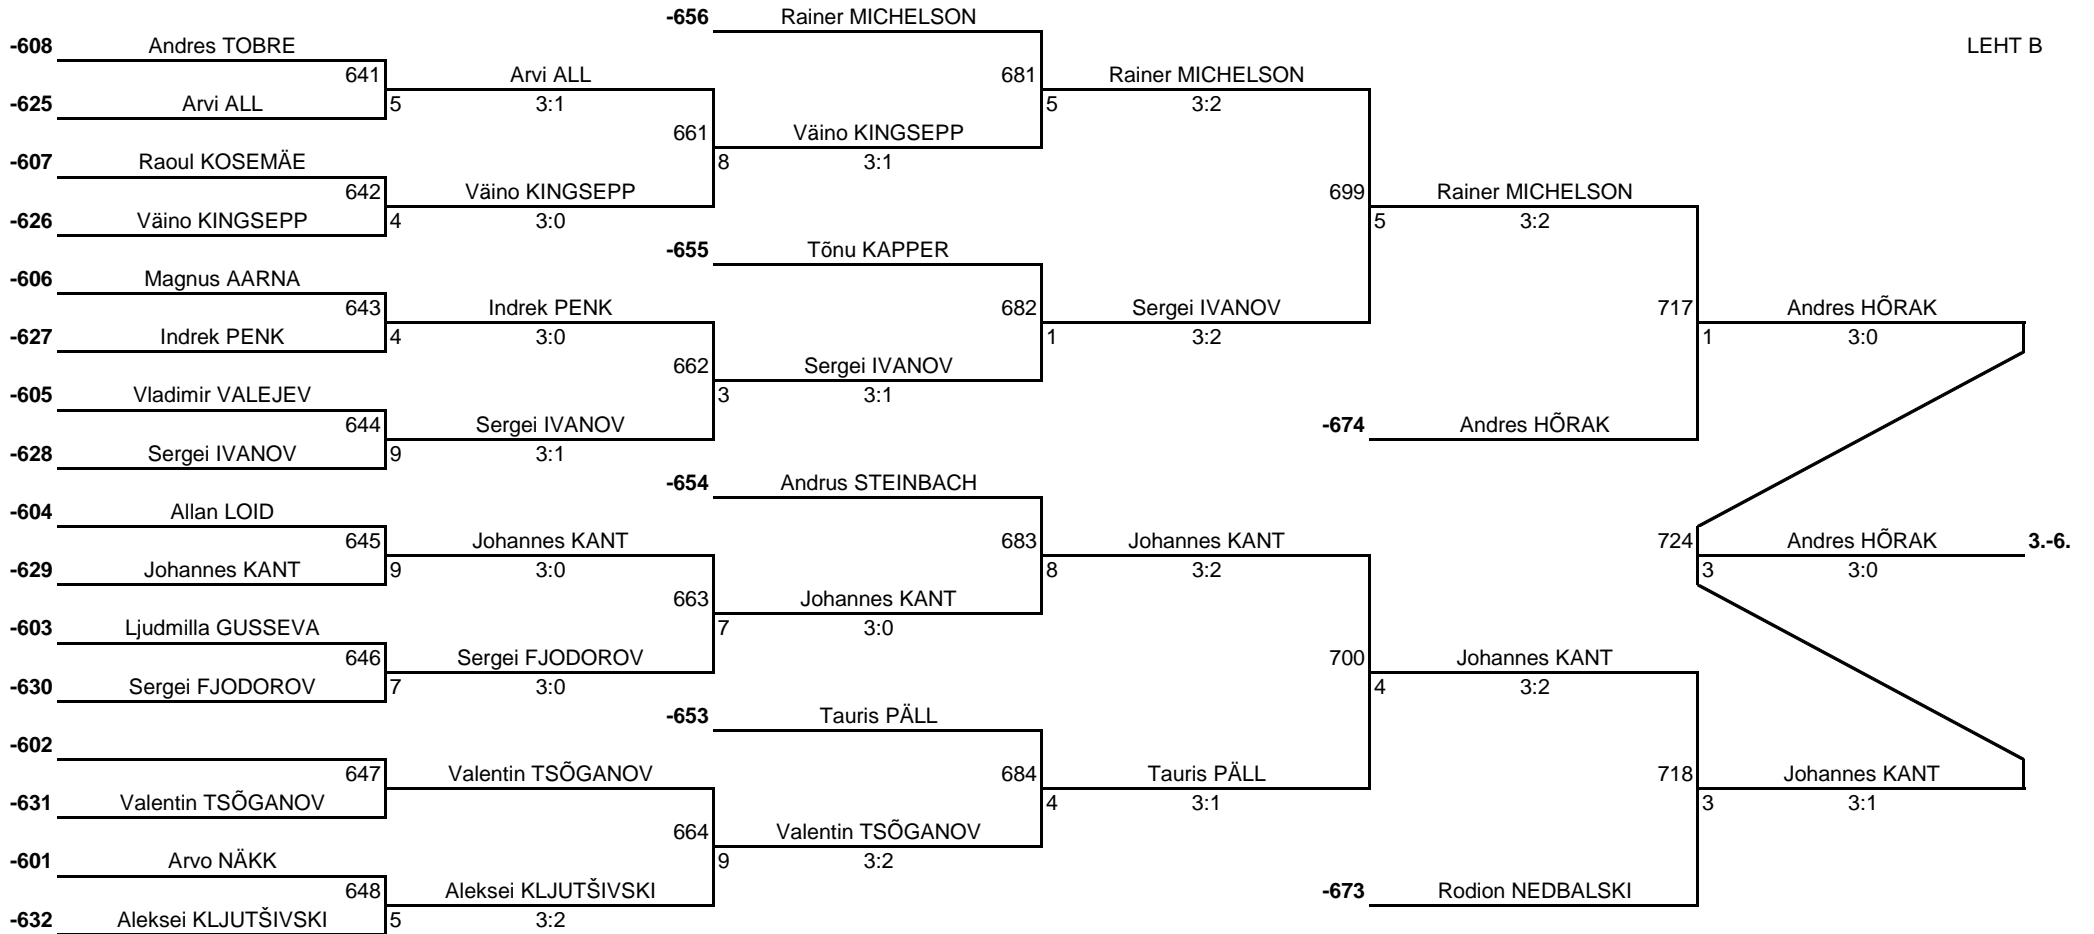 -656 Rainer MICHELSON
-608 Andres TOBRE LEHT B
641 Arvi ALL 681 Rainer MICHELSON
-625 Arvi ALL 5 3:1 5 3:2
661 Väino KINGSEPP
-607 Raoul KOSEMÄE 8 3:1
642 Väino KINGSEPP 699 Rainer MICHELSON
-626 Väino KINGSEPP 4 3:0 5 3:2
-655 Tõnu KAPPER
-606 Magnus AARNA
643 Indrek PENK 682 Sergei IVANOV 717 Andres HÕRAK
-627 Indrek PENK 4 3:0 1 3:2 1 3:0
662 Sergei IVANOV
-605 Vladimir VALEJEV 3 3:1
644 Sergei IVANOV -674 Andres HÕRAK
-628 Sergei IVANOV 9 3:1
-654 Andrus STEINBACH
-604 Allan LOID
645 Johannes KANT 683 Johannes KANT 724 Andres HÕRAK 3.-6.
-629 Johannes KANT 9 3:0 8 3:2 3 3:0
663 Johannes KANT
-603 Ljudmilla GUSSEVA 7 3:0
646 Sergei FJODOROV 700 Johannes KANT
-630 Sergei FJODOROV 7 3:0 4 3:2
-653 Tauris PÄLL
-602
647 Valentin TSÕGANOV 684 Tauris PÄLL 718 Johannes KANT
-631 Valentin TSÕGANOV 4 3:1 3 3:1
664 Valentin TSÕGANOV
-601 Arvo NÄKK 9 3:2
648 Aleksei KLJUTŠIVSKI -673 Rodion NEDBALSKI
-632 Aleksei KLJUTŠIVSKI 5 3:2